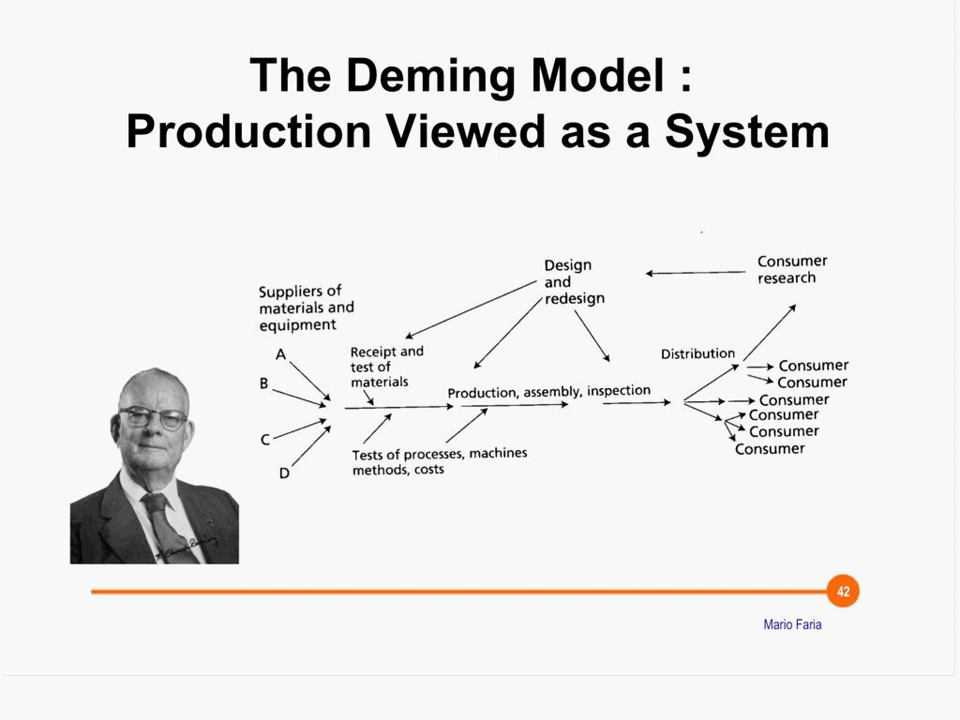 The Deming Model :
Production Viewed as a System
Suppliers of
materials and
equipment
A
B
C
D
Receipt and
test of
materials
Design
and
redesign
Consumer
research
Production, assembly, inspection
Tests of processes, machines
methods, costs
Distribution
Consumer
Consumer
Consumer
Consumer
Consumer
Consumer
42
Mario Faria